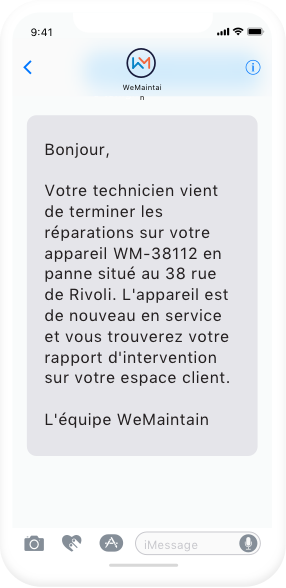 9:41
WeMaintai
n
Bonjour,
Votre technicien vient
de terminer les
réparations sur votre
appareil WM-38112 en
panne situé au 38 rue
de Rivoli. L'appareil est
de nouveau en service
et vous trouverez votre
rapport d'intervention
sur votre espace client.
L'équipe WeMaintain
iMessage